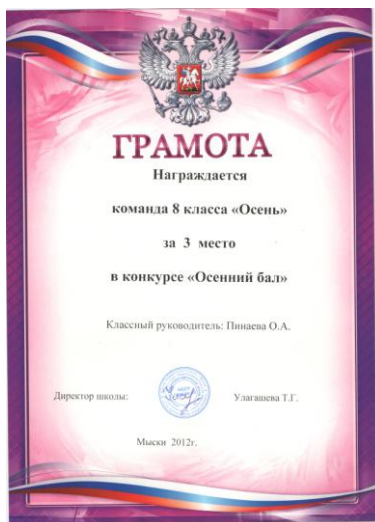 ГРАМОТА
Награждается
команда 8 класса «Осень»
за 3 место
в конкурсе «Осенний бал»
Классный руководитель: Пинаева О.А.
Директор школы: Улагашева Т.Г.
Мыски 2012г.